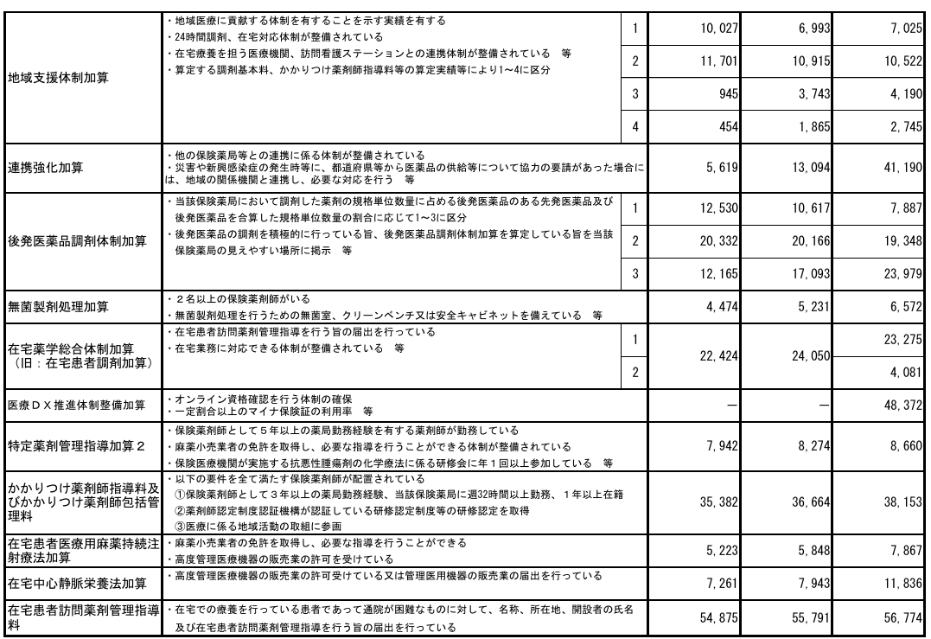 地域支援体制加算
・地域医療に貢献する体制を有することを示す実績を有する
・24時間調剤、在宅対応体制が整備されている
・在宅療養を担う医療機関、訪問看護ステーションとの連携体制が整備されている　等
・算定する調剤基本料、かかりつけ薬剤師指導料等の算定実績等により1～4に区分
1 10,027 6,993 7,025
2 11,701 10,915 10,522
3 945 3,743 4,190
4 454 1,865 2,745
連携強化加算
・他の保険薬局等との連携に係る体制が整備されている
・災害や新興感染症の発生時等に、都道府県等から医薬品の供給等について協力の要請があった場合に
は、地域の関係機関と連携し、必要な対応を行う　等
5,619 13,094 41,190
後発医薬品調剤体制加算
・当該保険薬局において調剤した薬剤の規格単位数量に占める後発医薬品のある先発医薬品及び
後発医薬品を合算した規格単位数量の割合に応じて1～3に区分
・後発医薬品の調剤を積極的に行っている旨、後発医薬品調剤体制加算を算定している旨を当該
保険薬局の見えやすい場所に掲示　等
1 12,530 10,617 7,887
2 20,332 20,166 19,348
3 12,165 17,093 23,979
無菌製剤処理加算
・２名以上の保険薬剤師がいる
・無菌製剤処理を行うための無菌室、クリーンベンチ又は安全キャビネットを備えている　等
4,474 5,231 6,572
在宅薬学総合体制加算
（旧：在宅患者調剤加算）
・在宅患者訪問薬剤管理指導を行う旨の届出を行っている
・在宅業務に対応できる体制が整備されている　等
1 22,424 24,050 23,275
2 4,081
医療ＤＸ推進体制整備加算
・オンライン資格確認を行う体制の確保
・一定割合以上のマイナ保険証の利用率　等
－ － 48,372
特定薬剤管理指導加算２
・保険薬剤師として５年以上の薬局勤務経験を有する薬剤師が勤務している
・麻薬小売業者の免許を取得し、必要な指導を行うことができる体制が整備されている
・保険医療機関が実施する抗悪性腫瘍剤の化学療法に係る研修会に年１回以上参加している　等
7,942 8,274 8,660
かかりつけ薬剤師指導料及
びかかりつけ薬剤師包括管
理料
・以下の要件を全て満たす保険薬剤師が配置されている
①保険薬剤師として３年以上の薬局勤務経験、当該保険薬局に週32時間以上勤務、１年以上在籍
②薬剤師認定制度認証機構が認証している研修認定制度等の研修認定を取得
③医療に係る地域活動の取組に参画
35,382 36,664 38,153
在宅患者医療用麻薬持続注
射療法加算
・麻薬小売業者の免許を取得し、必要な指導を行うことができる
・高度管理医療機器の販売業の許可を受けている
5,223 5,848 7,867
在宅中心静脈栄養法加算
・高度管理医療機器の販売業の許可受けている又は管理医用機器の販売業の届出を行っている
7,261 7,943 11,836
在宅患者訪問薬剤管理指導
料
・在宅での療養を行っている患者であって通院が困難なものに対して、名称、所在地、開設者の氏名
及び在宅患者訪問薬剤管理指導を行う旨の届出を行っている
54,875 55,791 56,774